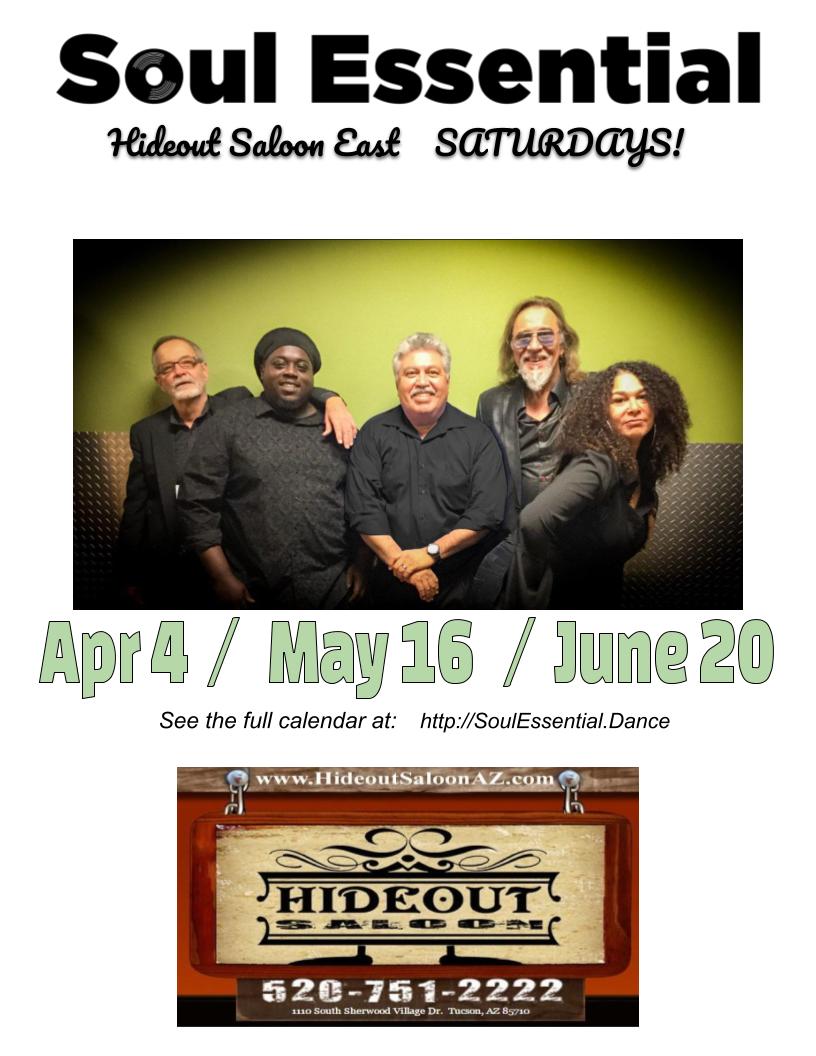 Soul Essential
Hideout Saloon East SATURDAYS!
Apr 4 / May 16 / June 20
See the full calendar at: http://SoulEssential.Dance
www.HideoutSaloonAZ.com
HIDEOUT
SALOON
520-751-2222
1110 South Sherwood Village Dr. Tucson, AZ 85710